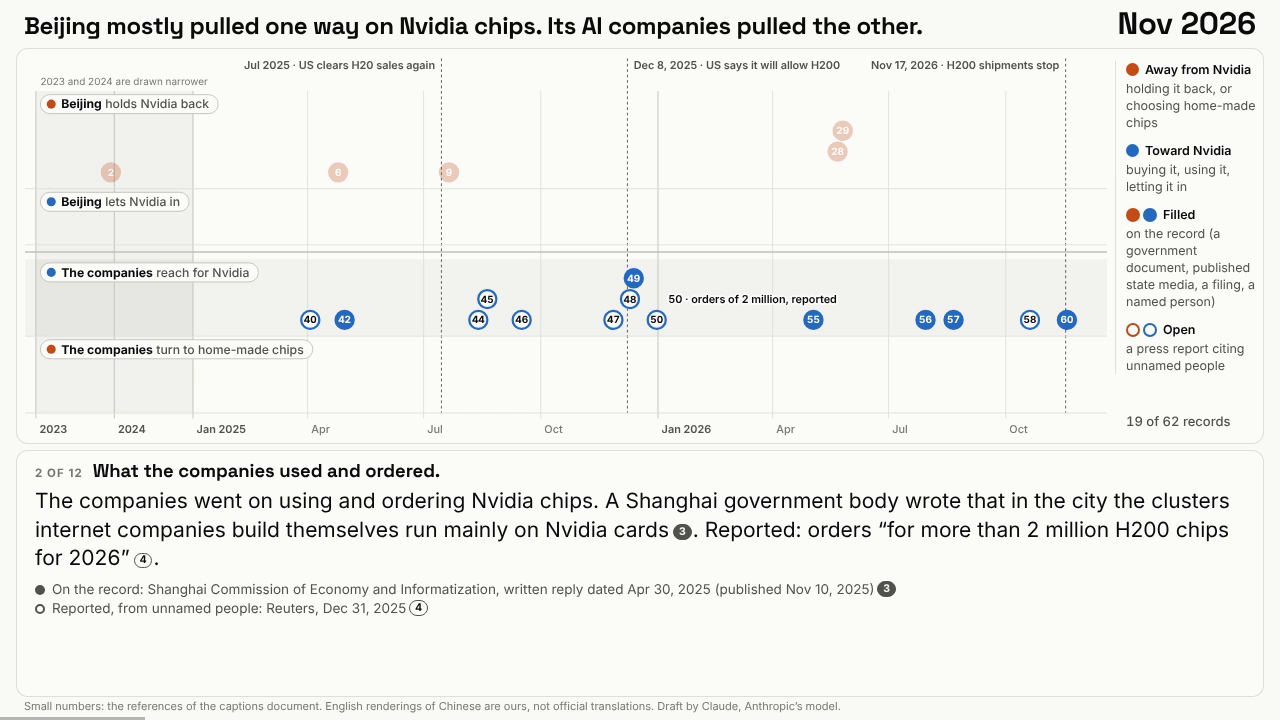 Beijing mostly pulled one way on Nvidia chips. Its AI companies pulled the other.
Nov 2026
Jul 2025 · US clears H20 sales again
Dec 8, 2025 · US says it will allow H200
Nov 17, 2026 · H200 shipments stop
2023 and 2024 are drawn narrower
Beijing holds Nvidia back
29
28
2
6
9
Beijing lets Nvidia in
The companies reach for Nvidia
49
45
48
50 · orders of 2 million, reported
40
42
44
46
47
50
55
56
57
58
60
The companies turn to home-made chips
2023
2024
Jan 2025
Apr
Jul
Oct
Jan 2026
Apr
Jul
Oct
Away from Nvidia
holding it back, or
choosing home-made
chips
Toward Nvidia
buying it, using it,
letting it in
Filled
on the record (a
government
document, published
state media, a filing, a
named person)
Open
a press report citing
unnamed people
19 of 62 records
2 OF 12 What the companies used and ordered.
The companies went on using and ordering Nvidia chips. A Shanghai government body wrote that in the city the clusters
internet companies build themselves run mainly on Nvidia cards 3. Reported: orders “for more than 2 million H200 chips
for 2026” 4.
On the record: Shanghai Commission of Economy and Informatization, written reply dated Apr 30, 2025 (published Nov 10, 2025) 3
Reported, from unnamed people: Reuters, Dec 31, 2025 4
Small numbers: the references of the captions document. English renderings of Chinese are ours, not official translations. Draft by Claude, Anthropic’s model.